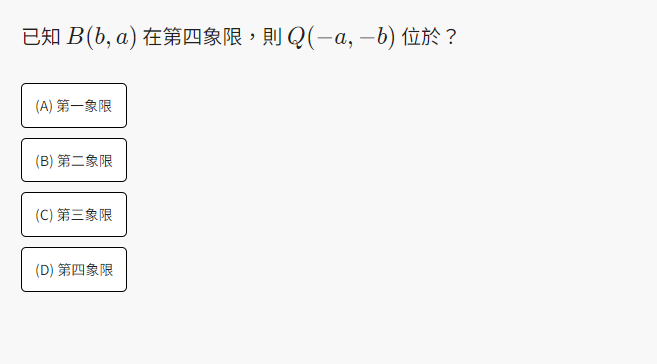 已知 B(b, a) 在第四象限，則 Q(−a, −b) 位於？
(A) 第一象限
(B) 第二象限
(C) 第三象限
(D) 第四象限